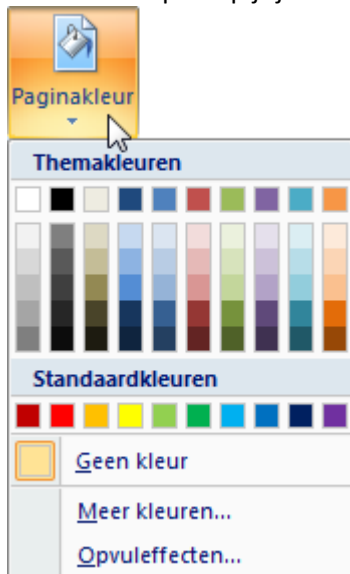 Paginakleur
Themakleuren
Standaardkleuren
Geen kleur
Meer kleuren...
Opvuleffecten...